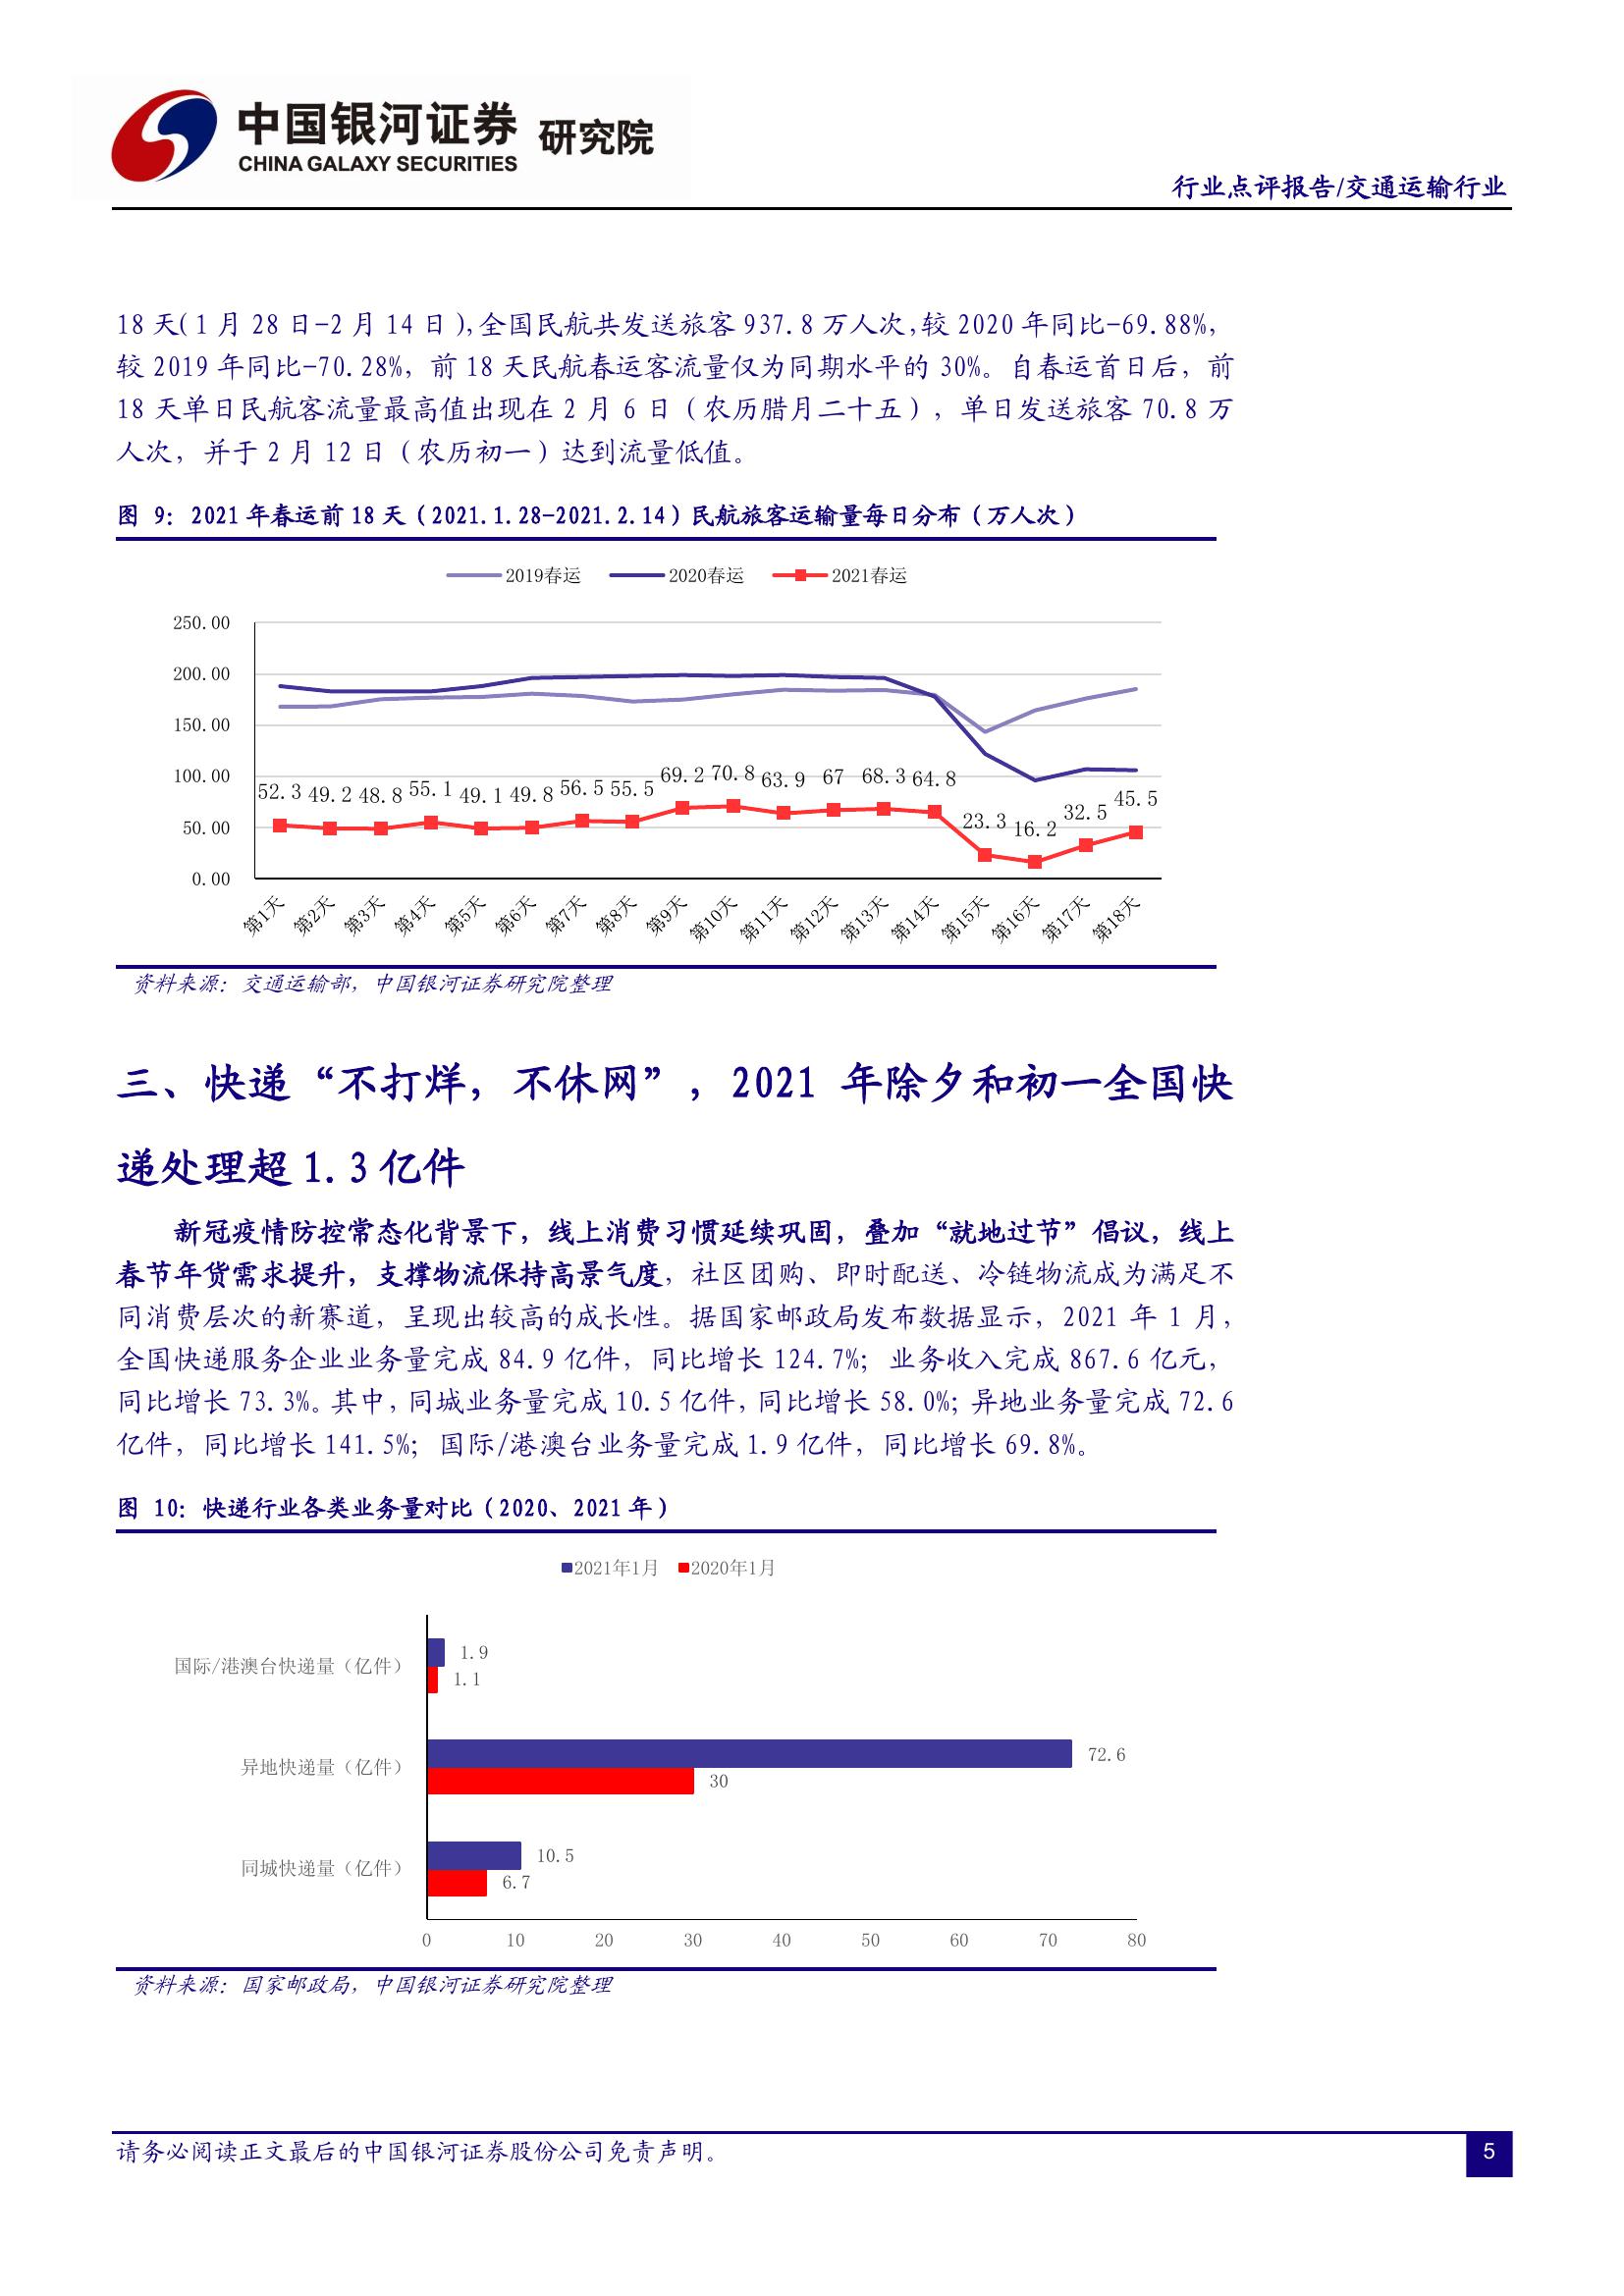 中国银河证券 研究院
CHINA GALAXY SECURITIES
行业点评报告/交通运输行业
18 天(1 月 28 日-2 月 14 日),全国民航共发送旅客 937.8 万人次,较 2020 年同比-69.88%,
较 2019 年同比-70.28%, 前 18 天民航春运客流量仅为同期水平的 30%。自春运首日后, 前
18 天单日民航客流量最高值出现在 2 月 6 日（农历腊月二十五）, 单日发送旅客 70.8 万
人次, 并于 2 月 12 日（农历初一）达到流量低值。
图 9: 2021 年春运前 18 天（2021.1.28-2021.2.14）民航旅客运输量每日分布（万人次）
2019春运 2020春运 2021春运
250.00
200.00
150.00
100.00
50.00
0.00
52.3 49.2 48.8 55.1 49.1 49.8 56.5 55.5 69.2 70.8 63.9 67 68.3 64.8 23.3 16.2 32.5 45.5
第1天 第2天 第3天 第4天 第5天 第6天 第7天 第8天 第9天 第10天 第11天 第12天 第13天 第14天 第15天 第16天 第17天 第18天
资料来源: 交通运输部, 中国银河证券研究院整理
三、快递“不打烊, 不休网”, 2021 年除夕和初一全国快
递处理超 1.3 亿件
新冠疫情防控常态化背景下, 线上消费习惯延续巩固, 叠加“就地过节”倡议, 线上
春节年货需求提升, 支撑物流保持高景气度, 社区团购、即时配送、冷链物流成为满足不
同消费层次的新赛道, 呈现出较高的成长性。据国家邮政局发布数据显示, 2021 年 1 月,
全国快递服务企业业务量完成 84.9 亿件, 同比增长 124.7%; 业务收入完成 867.6 亿元,
同比增长 73.3%。其中, 同城业务量完成 10.5 亿件, 同比增长 58.0%; 异地业务量完成 72.6
亿件, 同比增长 141.5%; 国际/港澳台业务量完成 1.9 亿件, 同比增长 69.8%。
图 10: 快递行业各类业务量对比（2020、2021 年）
2021年1月 2020年1月
国际/港澳台快递量（亿件） 1.9
1.1
异地快递量（亿件） 72.6
30
同城快递量（亿件） 10.5
6.7
0 10 20 30 40 50 60 70 80
资料来源: 国家邮政局, 中国银河证券研究院整理
请务必阅读正文最后的中国银河证券股份公司免责声明。
5